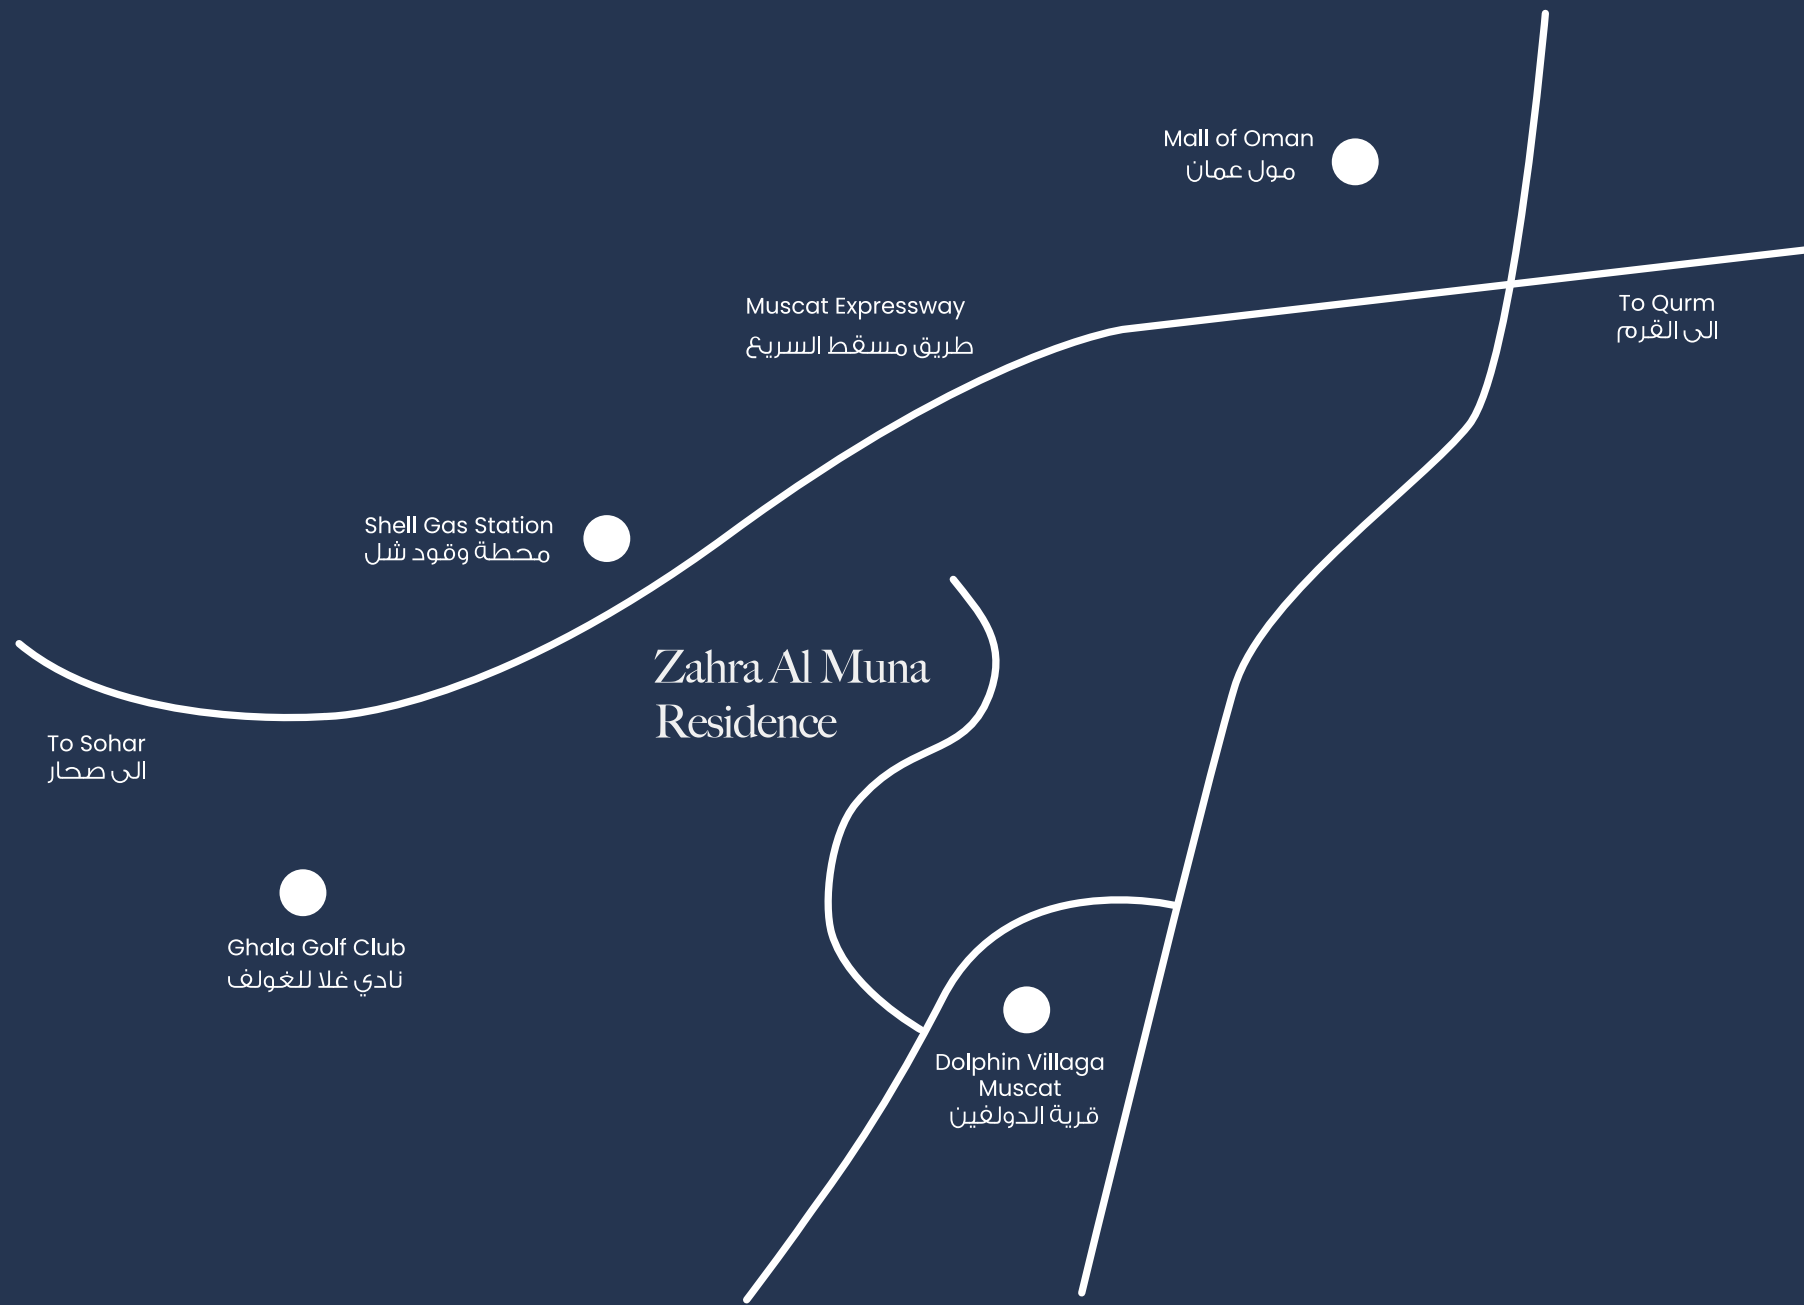 Mall of Oman
مول عمان
Muscat Expressway
طريق مسقط السريع
To Qurm
الى القرم
Shell Gas Station
محطة وقود شل
Zahra Al Muna
Residence
To Sohar
الى صحار
Ghala Golf Club
نادي غلا للغولف
Dolphin Villaga
Muscat
قرية الدولفين